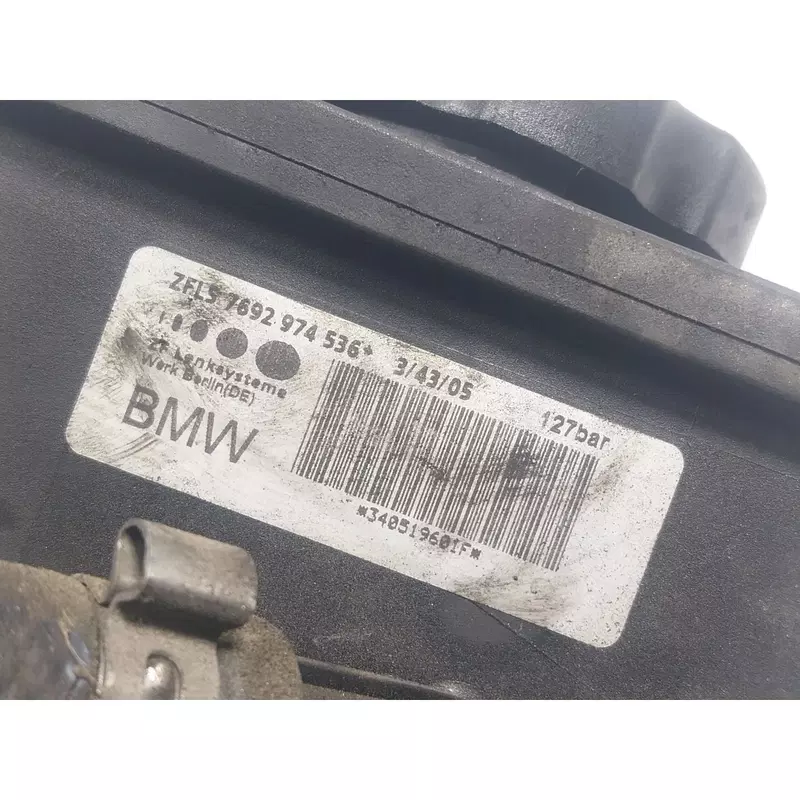 ZFLS 7692 974 536+ 3/43/05 127bar
ZF Lenksysteme
Werk Berlin(DE)
BMW
*340519601F*